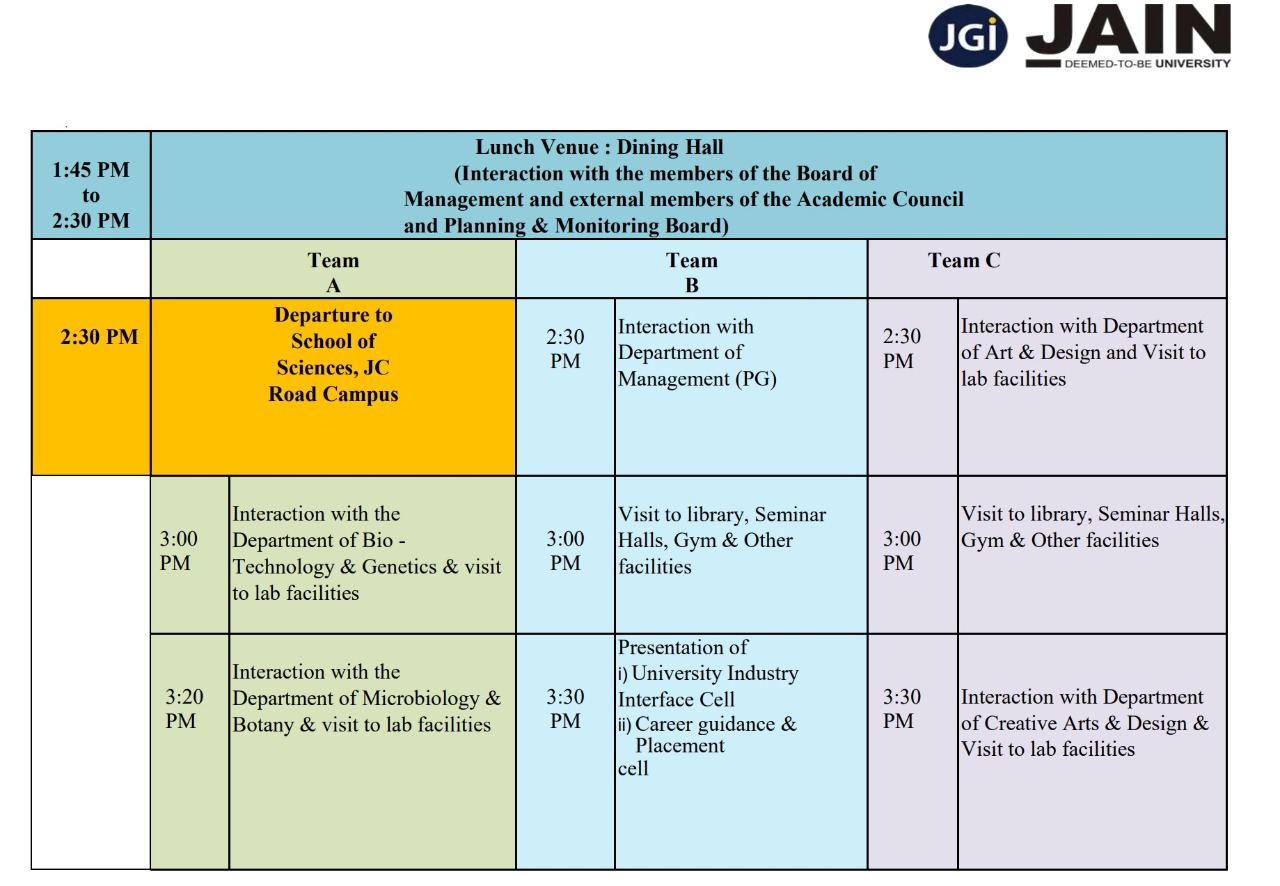 JGi JAIN
DEEMED-TO-BE UNIVERSITY
1:45 PM
to
2:30 PM
Lunch Venue : Dining Hall
(Interaction with the members of the Board of
Management and external members of the Academic Council
and Planning & Monitoring Board)
Team
A
Team
B
Team C
2:30 PM
Departure to
School of
Sciences, JC
Road Campus
2:30
PM
Interaction with
Department of
Management (PG)
2:30
PM
Interaction with Department
of Art & Design and Visit to
lab facilities
3:00
PM
Interaction with the
Department of Bio -
Technology & Genetics & visit
to lab facilities
3:00
PM
Visit to library, Seminar
Halls, Gym & Other
facilities
3:00
PM
Visit to library, Seminar Halls,
Gym & Other facilities
3:20
PM
Interaction with the
Department of Microbiology &
Botany & visit to lab facilities
3:30
PM
Presentation of
i) University Industry
Interface Cell
ii) Career guidance &
Placement
cell
3:30
PM
Interaction with Department
of Creative Arts & Design &
Visit to lab facilities